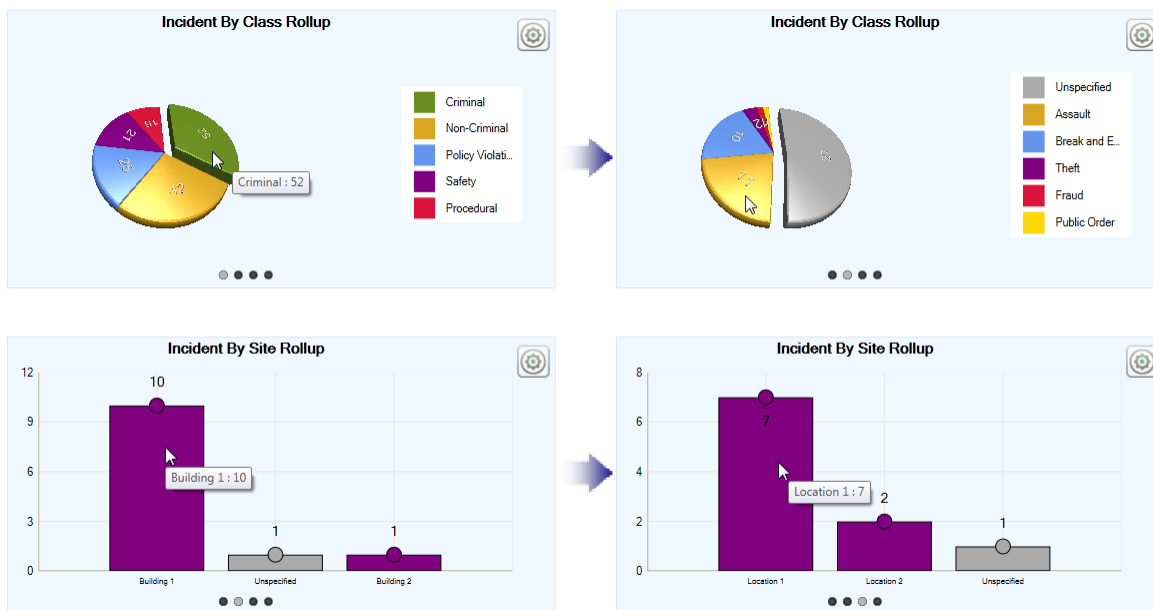 Incident By Class Rollup
Criminal
Non-Criminal
Policy Violati...
Safety
Procedural
21
Criminal : 52
Incident By Class Rollup
Unspecified
Assault
Break and E...
Theft
Fraud
Public Order
10
Incident By Site Rollup
12
9
6
3
0
10
1
1
Building 1 : 10
Building 1
Unspecified
Building 2
Incident By Site Rollup
8
6
4
2
0
7
2
1
Location 1 : 7
Location 1
Location 2
Unspecified